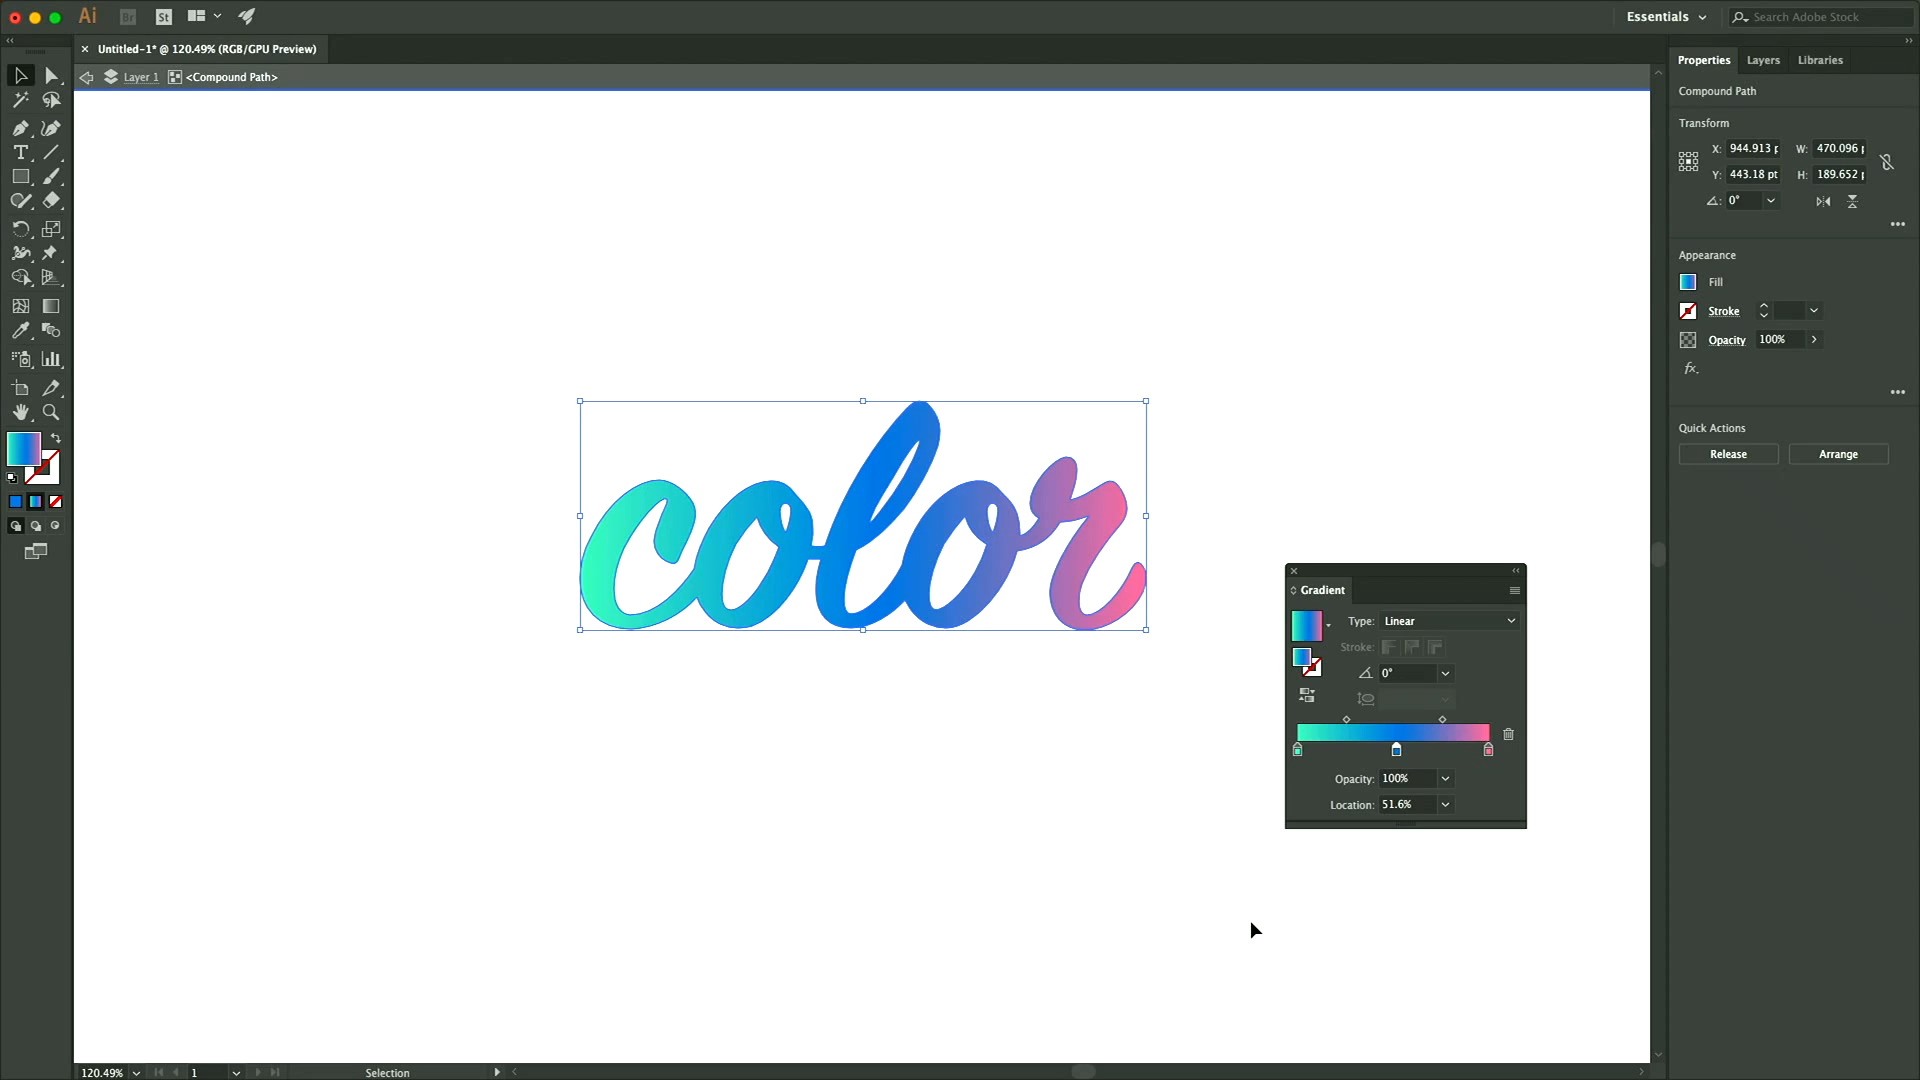 Ai Br St Essentials Search Adobe Stock
Untitled-1* @ 120.49% (RGB/GPU Preview)
Properties Layers Libraries
Layer 1 <Compound Path>
Compound Path
Transform
X: 944.913 p W: 470.096 p
Y: 443.18 pt H: 189.652 p
0°
Appearance
Fill
Stroke
Opacity 100%
fx.
Quick Actions
Release Arrange
color
Gradient
Type: Linear
Stroke:
0°
Opacity: 100%
Location: 51.6%
120.49% 1 Selection